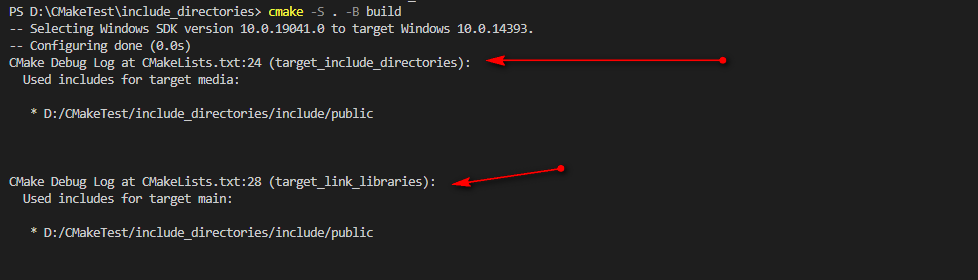 PS D:\CMakeTest\include_directories> cmake -S . -B build
-- Selecting Windows SDK version 10.0.19041.0 to target Windows 10.0.14393.
-- Configuring done (0.0s)
CMake Debug Log at CMakeLists.txt:24 (target_include_directories):
  Used includes for target media:
   * D:/CMakeTest/include_directories/include/public
CMake Debug Log at CMakeLists.txt:28 (target_link_libraries):
  Used includes for target main:
   * D:/CMakeTest/include_directories/include/public